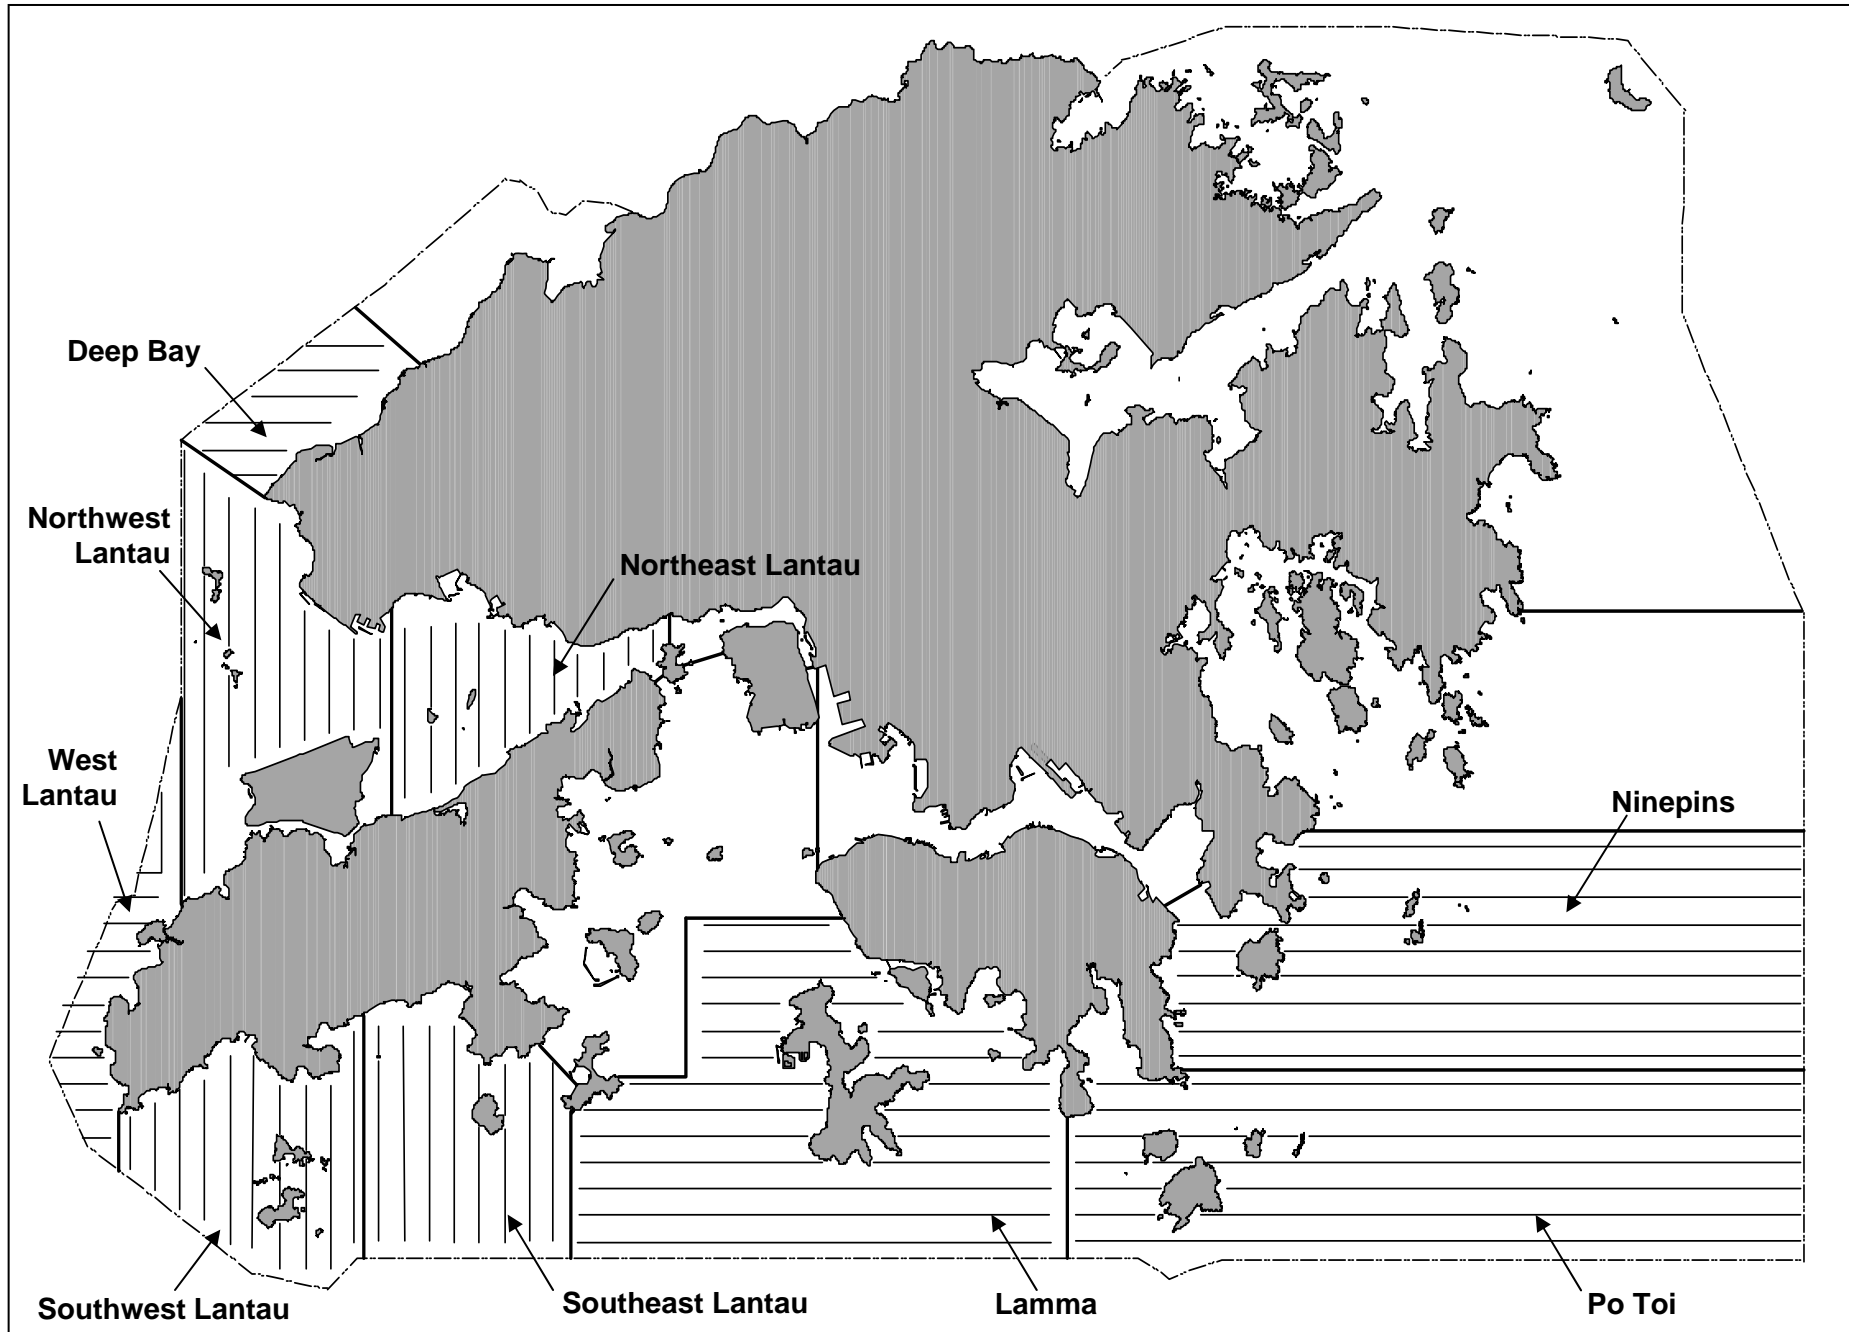 Deep Bay
Northwest
Lantau
Northeast Lantau
West
Lantau
Ninepins
Southwest Lantau
Southeast Lantau
Lamma
Po Toi